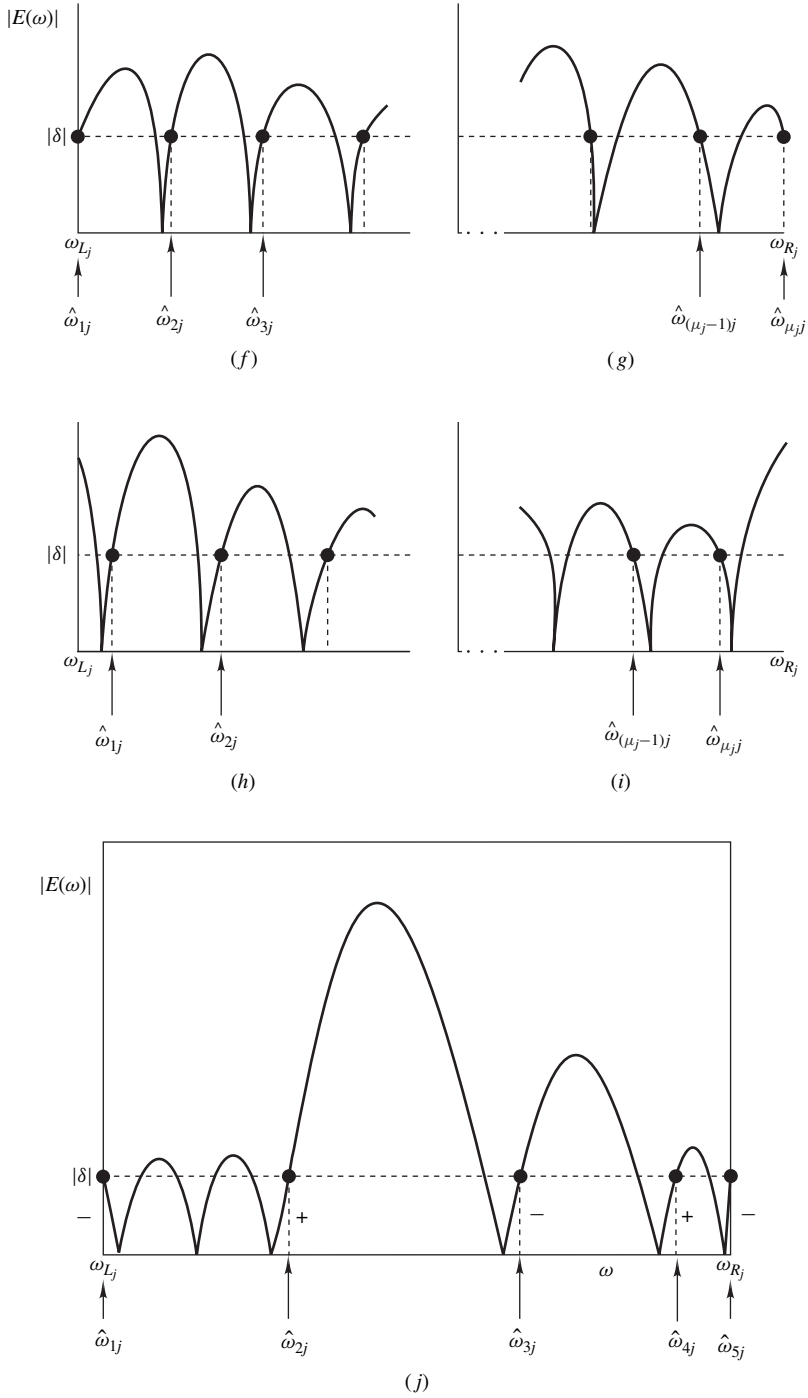 |E(ω)|
|δ|
ω_{L_j} ω_{R_j}
ω̂_{1j} ω̂_{2j} ω̂_{3j} ω̂_{(μ_j−1)j} ω̂_{μ_j j}
(f) (g)
|δ|
ω_{L_j} ω_{R_j}
ω̂_{1j} ω̂_{2j} ω̂_{(μ_j−1)j} ω̂_{μ_j j}
(h) (i)
|E(ω)|
|δ|
− + − + −
ω_{L_j} ω ω_{R_j}
ω̂_{1j} ω̂_{2j} ω̂_{3j} ω̂_{4j} ω̂_{5j}
(j)